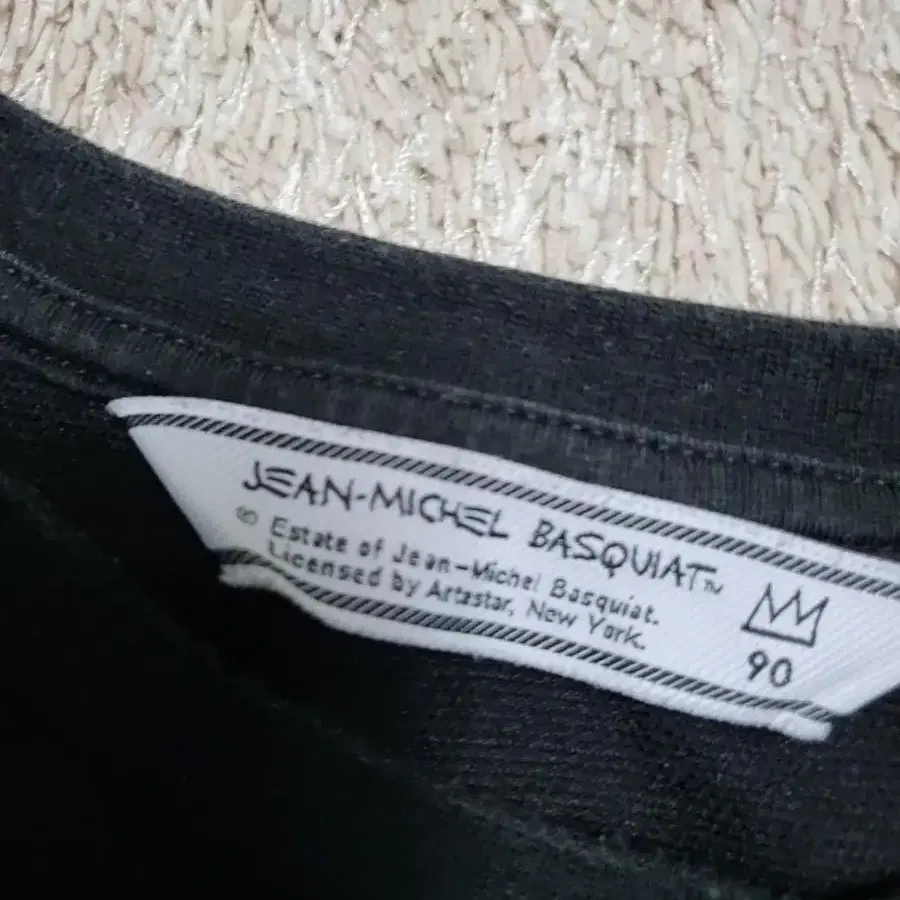 JEAN-MICHEL BASQUIAT™
© Estate of Jean-Michel Basquiat.
Licensed by Artestar, New York.
90